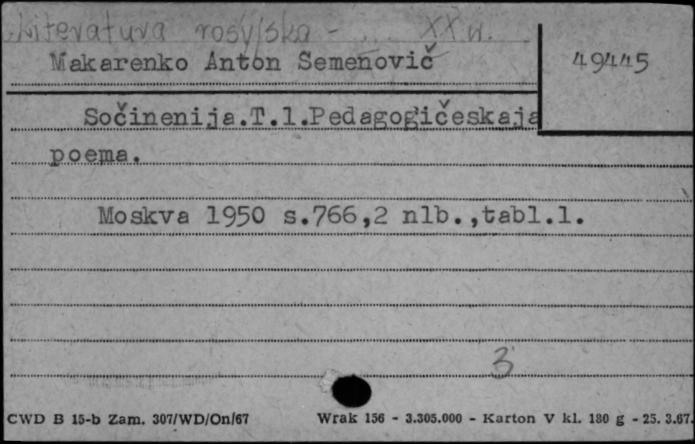 Literatura rosyjska - ... XX w.
Makarenko Anton Semenovič
49445
Sočinenija.T.1.Pedagogičeskaja
poema.
Moskva 1950 s.766,2 nlb.,tabl.1.
3
CWD B 15-b Zam. 307/WD/On/67 Wrak 156 - 3.305.000 - Karton V kl. 180 g - 25. 3.67.